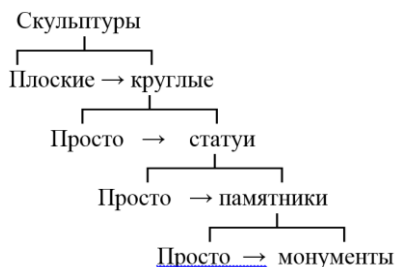 Скульптуры
Плоские → круглые
Просто → статуи
Просто → памятники
Просто → монументы